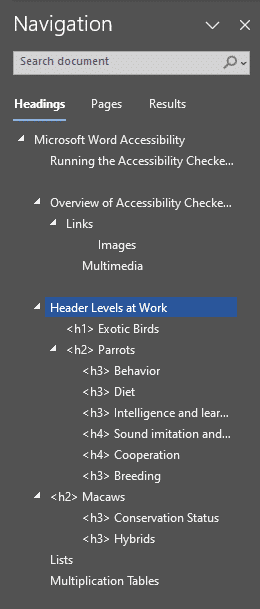 Navigation
Search document
Headings Pages Results
Microsoft Word Accessibility
Running the Accessibility Checke...
Overview of Accessibility Checke...
Links
Images
Multimedia
Header Levels at Work
<h1> Exotic Birds
<h2> Parrots
<h3> Behavior
<h3> Diet
<h3> Intelligence and lear...
<h4> Sound imitation and...
<h4> Cooperation
<h3> Breeding
<h2> Macaws
<h3> Conservation Status
<h3> Hybrids
Lists
Multiplication Tables